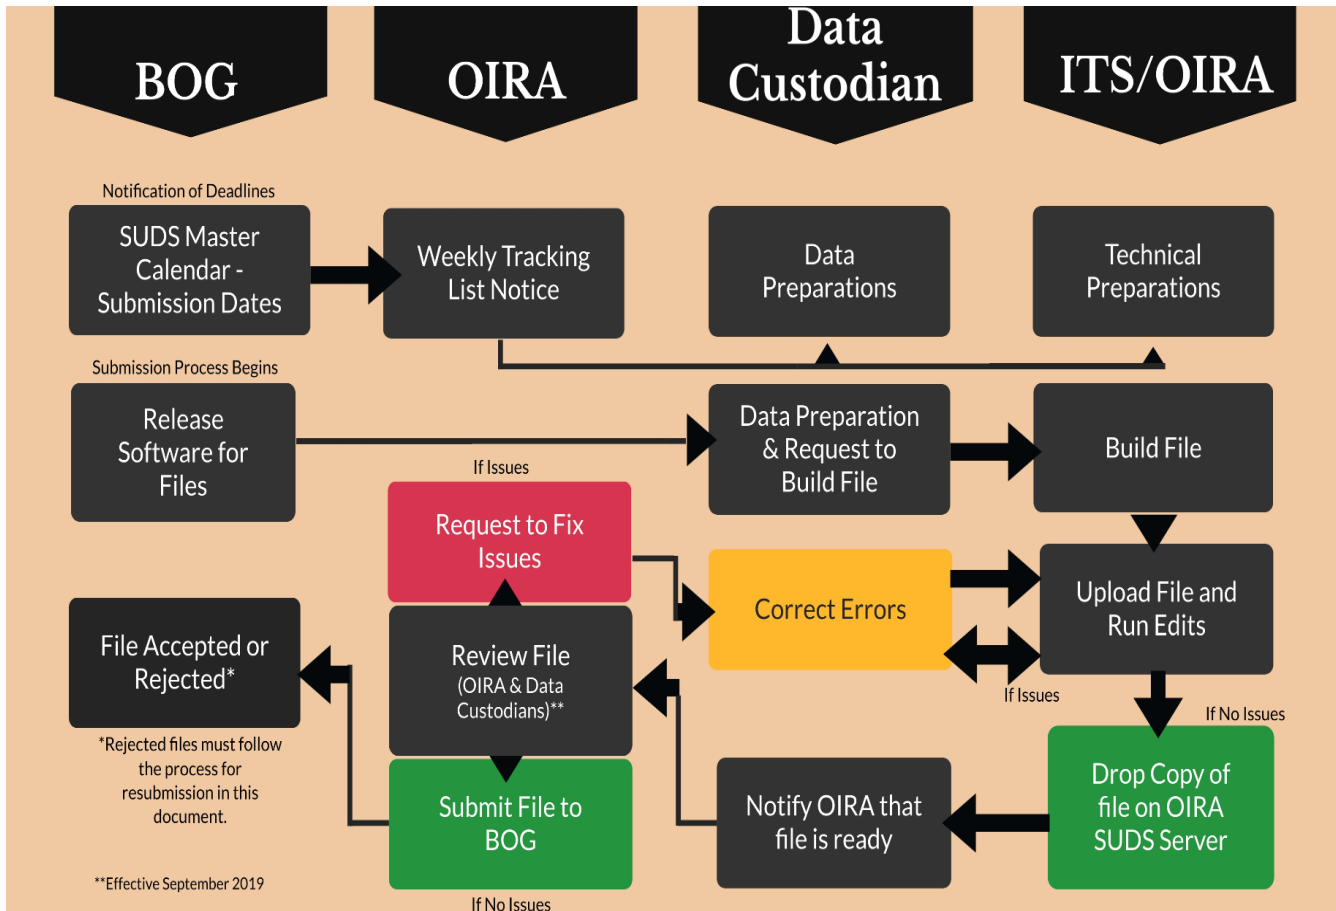 BOG
OIRA
Data
Custodian
ITS/OIRA
Notification of Deadlines
SUDS Master
Calendar -
Submission Dates
Weekly Tracking
List Notice
Data
Preparations
Technical
Preparations
Submission Process Begins
Release
Software for
Files
Data Preparation
& Request to
Build File
Build File
If Issues
Request to Fix
Issues
Correct Errors
Upload File and
Run Edits
If Issues
If No Issues
File Accepted or
Rejected*
Review File
(OIRA & Data
Custodians)**
*Rejected files must follow
the process for
resubmission in this
document.
Submit File to
BOG
Notify OIRA that
file is ready
Drop Copy of
file on OIRA
SUDS Server
**Effective September 2019
If No Issues